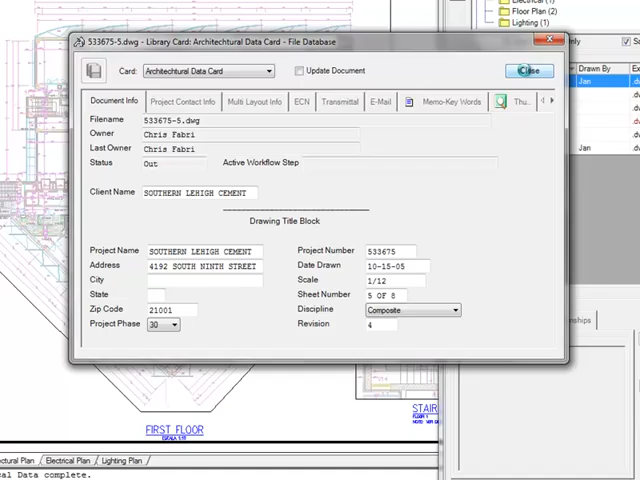 Electrical (1)
Floor Plan (2)
Lighting (1)
533675-5.dwg - Library Card: Architechtural Data Card - File Database
Card: Architechtural Data Card
Update Document
Close
Document Info
Project Contact Info
Multi Layout Info
ECN
Transmittal
E-Mail
Memo-Key Words
Thu...
Drawn By
Jan
.dw
Filename 533675-5.dwg
Owner Chris Fabri
Last Owner Chris Fabri
Status Out Active Workflow Step
Client Name SOUTHERN LEHIGH CEMENT
Drawing Title Block
Project Name SOUTHERN LEHIGH CEMENT Project Number 533675
Address 4192 SOUTH NINTH STREET Date Drawn 10-15-05
City Scale 1/12
State Sheet Number 5 OF 8
Zip Code 21001 Discipline Composite
Project Phase 30 Revision 4
Jan
FIRST FLOOR
STAIR
Electrical Plan
Lighting Plan
cal Data complete.